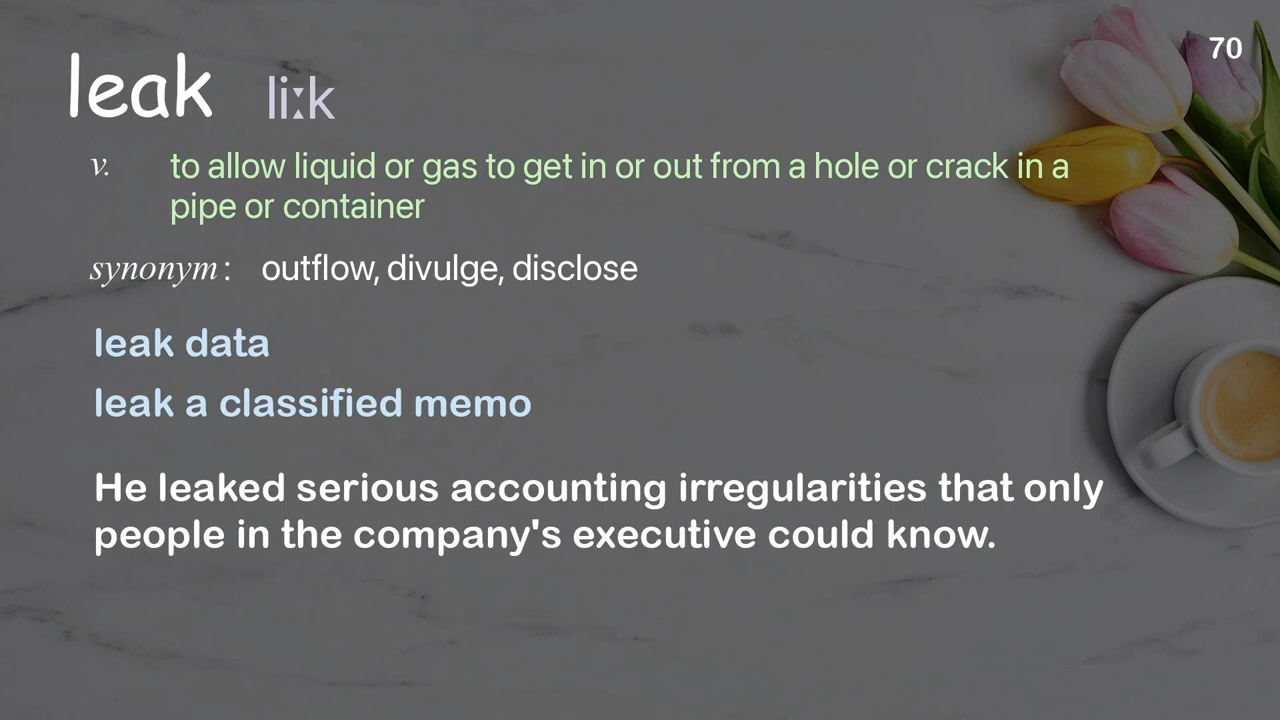 70
leak li:k
v. to allow liquid or gas to get in or out from a hole or crack in a
pipe or container
synonym : outflow, divulge, disclose
leak data
leak a classified memo
He leaked serious accounting irregularities that only
people in the company's executive could know.